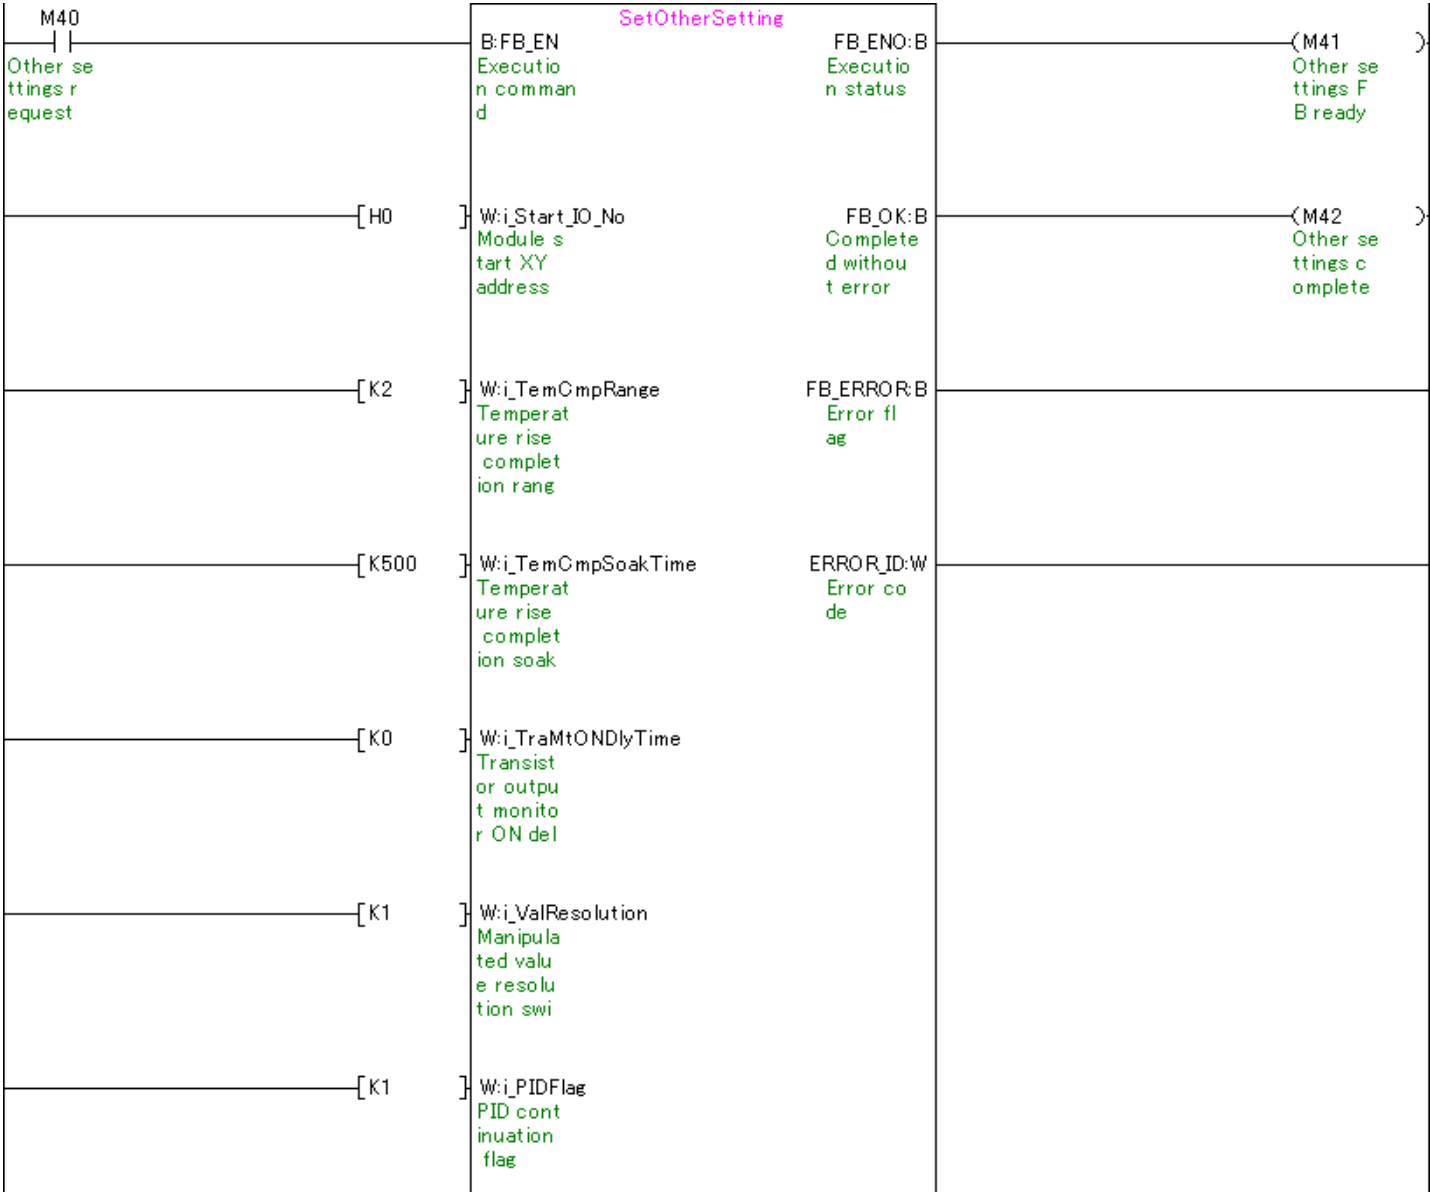 SetOtherSetting
M40
B:FB_EN FB_ENO:B (M41 )
Other se Executio Executio Other se
ttings r n comman n status ttings F
equest d B ready
[H0 ] W:i_Start_IO_No FB_OK:B (M42 )
Module s Complete Other se
tart XY d withou ttings c
address t error omplete
[K2 ] W:i_TemCmpRange FB_ERROR:B
Temperat Error fl
ure rise ag
complet
ion rang
[K500 ] W:i_TemCmpSoakTime ERROR_ID:W
Temperat Error co
ure rise de
complet
ion soak
[K0 ] W:i_TraMtONDlyTime
Transist
or outpu
t monito
r ON del
[K1 ] W:i_ValResolution
Manipula
ted valu
e resolu
tion swi
[K1 ] W:i_PIDFlag
PID cont
inuation
flag